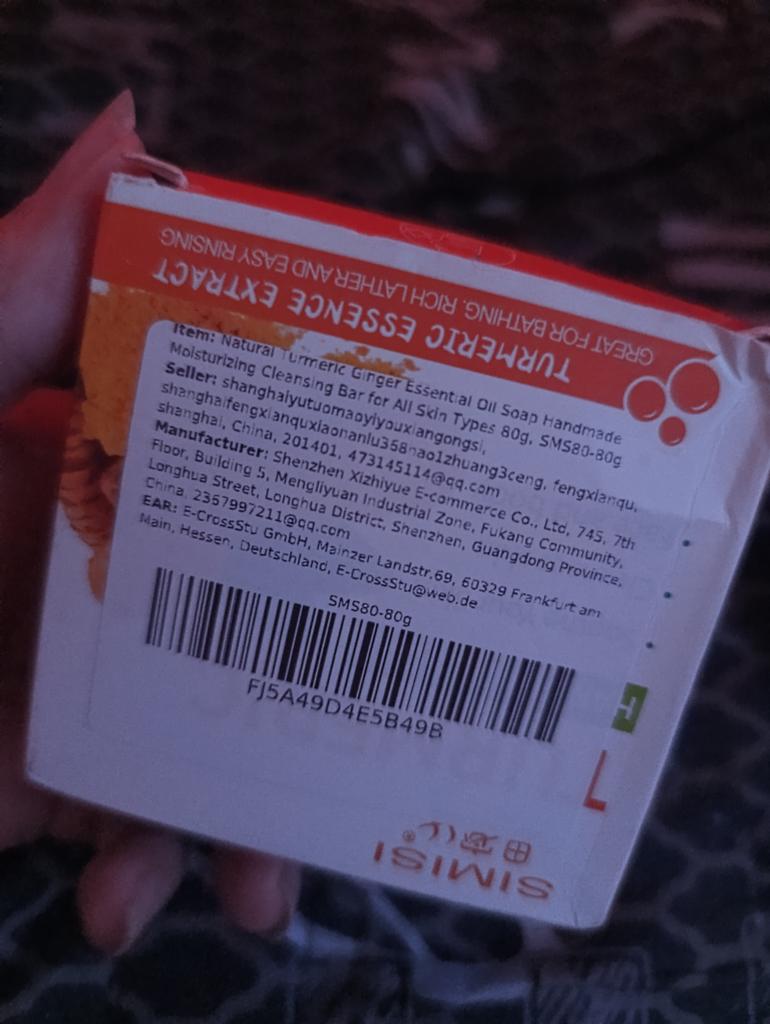 GREAT FOR BATHING. RICH LATHER AND EASY RINSING
TURMERIC ESSENCE EXTRACT
Item: Natural Turmeric Ginger Essential Oil Soap Handmade
Moisturizing Cleansing Bar for All Skin Types 80g, SMS80-80g
Seller: shanghaiyutuomaoyiyouxiangongsi,
shanghaifengxianquxiaonanlu358hao1zhuang3ceng, fengxianqu,
shanghai, China, 201401, 473145114@qq.com
Manufacturer: Shenzhen Xizhiyue E-commerce Co., Ltd, 745, 7th
Floor, Building 5, Mengliyuan Industrial Zone, Fukang Community,
Longhua Street, Longhua District, Shenzhen, Guangdong Province,
China, 2367997211@qq.com
EAR: E-CrossStu GmbH, Mainzer Landstr.69, 60329 Frankfurt am
Main, Hessen, Deutschland, E-CrossStu@web.de
SMS80-80g
FJ5A49D4E5B49B
SIMISI